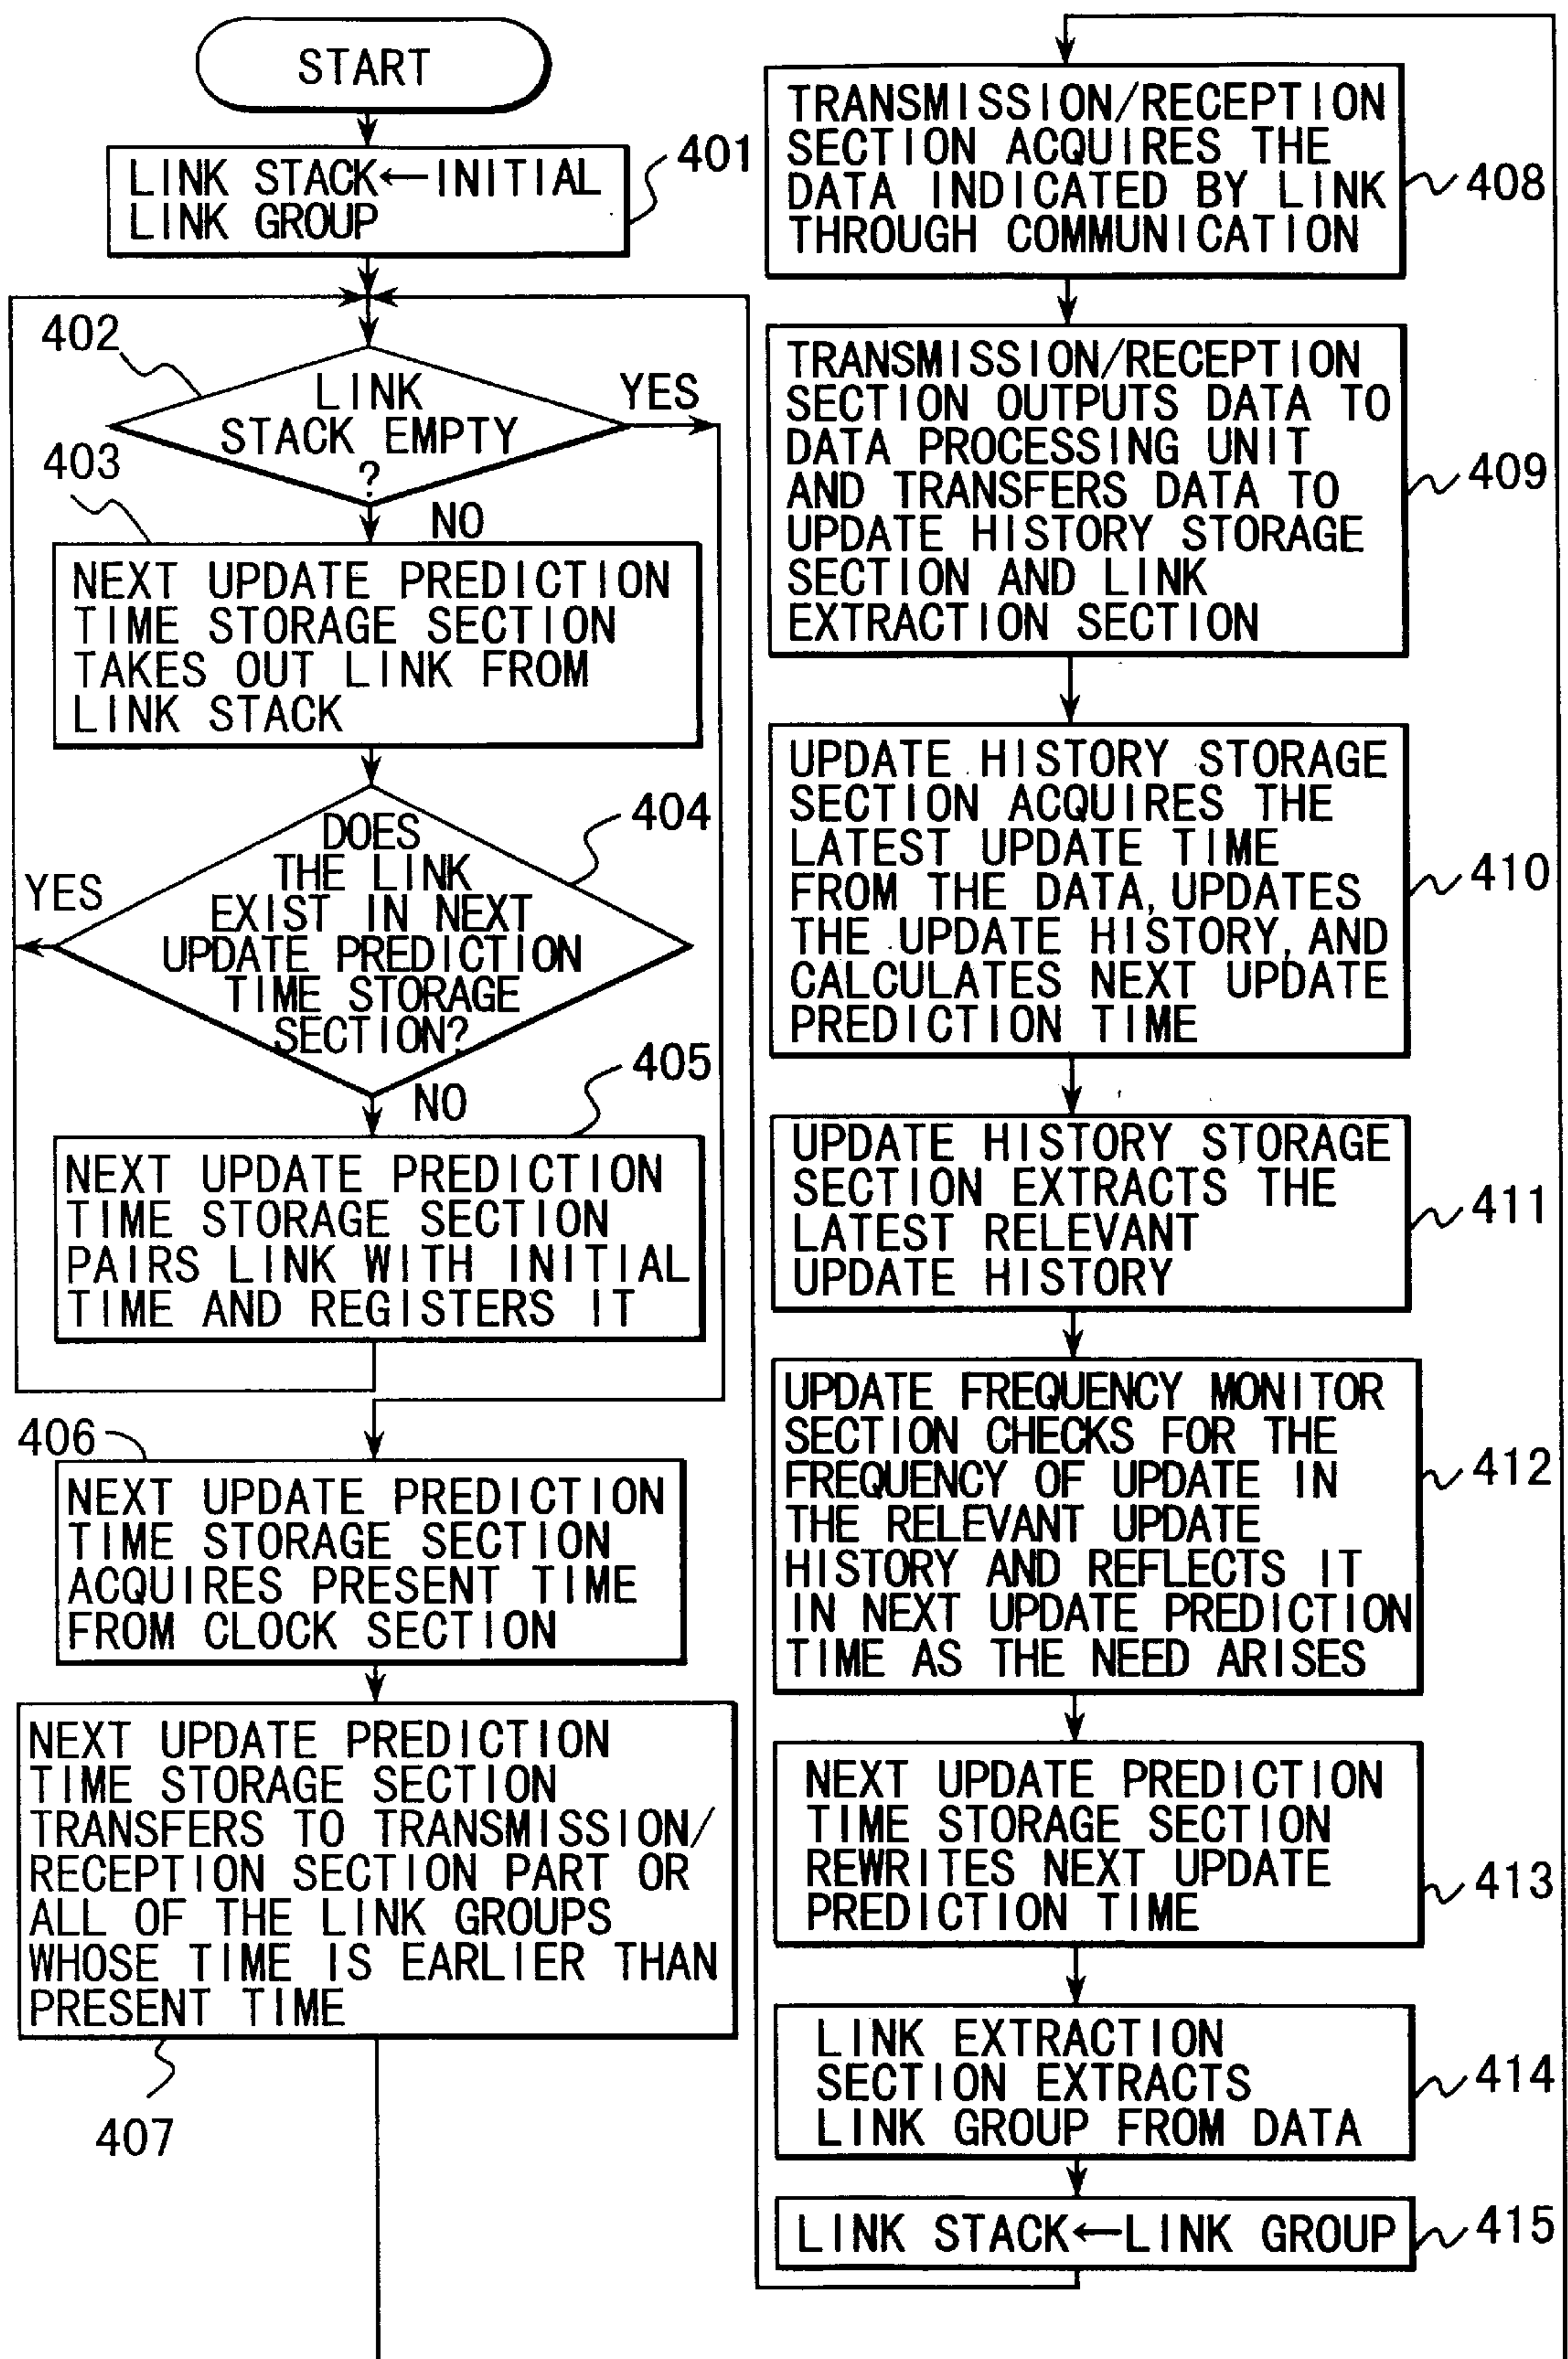 START
LINK STACK←INITIAL
LINK GROUP
401
402
LINK
STACK EMPTY
?
YES
NO
403
NEXT UPDATE PREDICTION
TIME STORAGE SECTION
TAKES OUT LINK FROM
LINK STACK
404
DOES
THE LINK
EXIST IN NEXT
UPDATE PREDICTION
TIME STORAGE
SECTION?
YES
NO
405
NEXT UPDATE PREDICTION
TIME STORAGE SECTION
PAIRS LINK WITH INITIAL
TIME AND REGISTERS IT
406
NEXT UPDATE PREDICTION
TIME STORAGE SECTION
ACQUIRES PRESENT TIME
FROM CLOCK SECTION
NEXT UPDATE PREDICTION
TIME STORAGE SECTION
TRANSFERS TO TRANSMISSION/
RECEPTION SECTION PART OR
ALL OF THE LINK GROUPS
WHOSE TIME IS EARLIER THAN
PRESENT TIME
407
TRANSMISSION/RECEPTION
SECTION ACQUIRES THE
DATA INDICATED BY LINK
THROUGH COMMUNICATION
408
TRANSMISSION/RECEPTION
SECTION OUTPUTS DATA TO
DATA PROCESSING UNIT
AND TRANSFERS DATA TO
UPDATE HISTORY STORAGE
SECTION AND LINK
EXTRACTION SECTION
409
UPDATE HISTORY STORAGE
SECTION ACQUIRES THE
LATEST UPDATE TIME
FROM THE DATA, UPDATES
THE UPDATE HISTORY, AND
CALCULATES NEXT UPDATE
PREDICTION TIME
410
UPDATE HISTORY STORAGE
SECTION EXTRACTS THE
LATEST RELEVANT
UPDATE HISTORY
411
UPDATE FREQUENCY MONITOR
SECTION CHECKS FOR THE
FREQUENCY OF UPDATE IN
THE RELEVANT UPDATE
HISTORY AND REFLECTS IT
IN NEXT UPDATE PREDICTION
TIME AS THE NEED ARISES
412
NEXT UPDATE PREDICTION
TIME STORAGE SECTION
REWRITES NEXT UPDATE
PREDICTION TIME
413
LINK EXTRACTION
SECTION EXTRACTS
LINK GROUP FROM DATA
414
LINK STACK←LINK GROUP
415